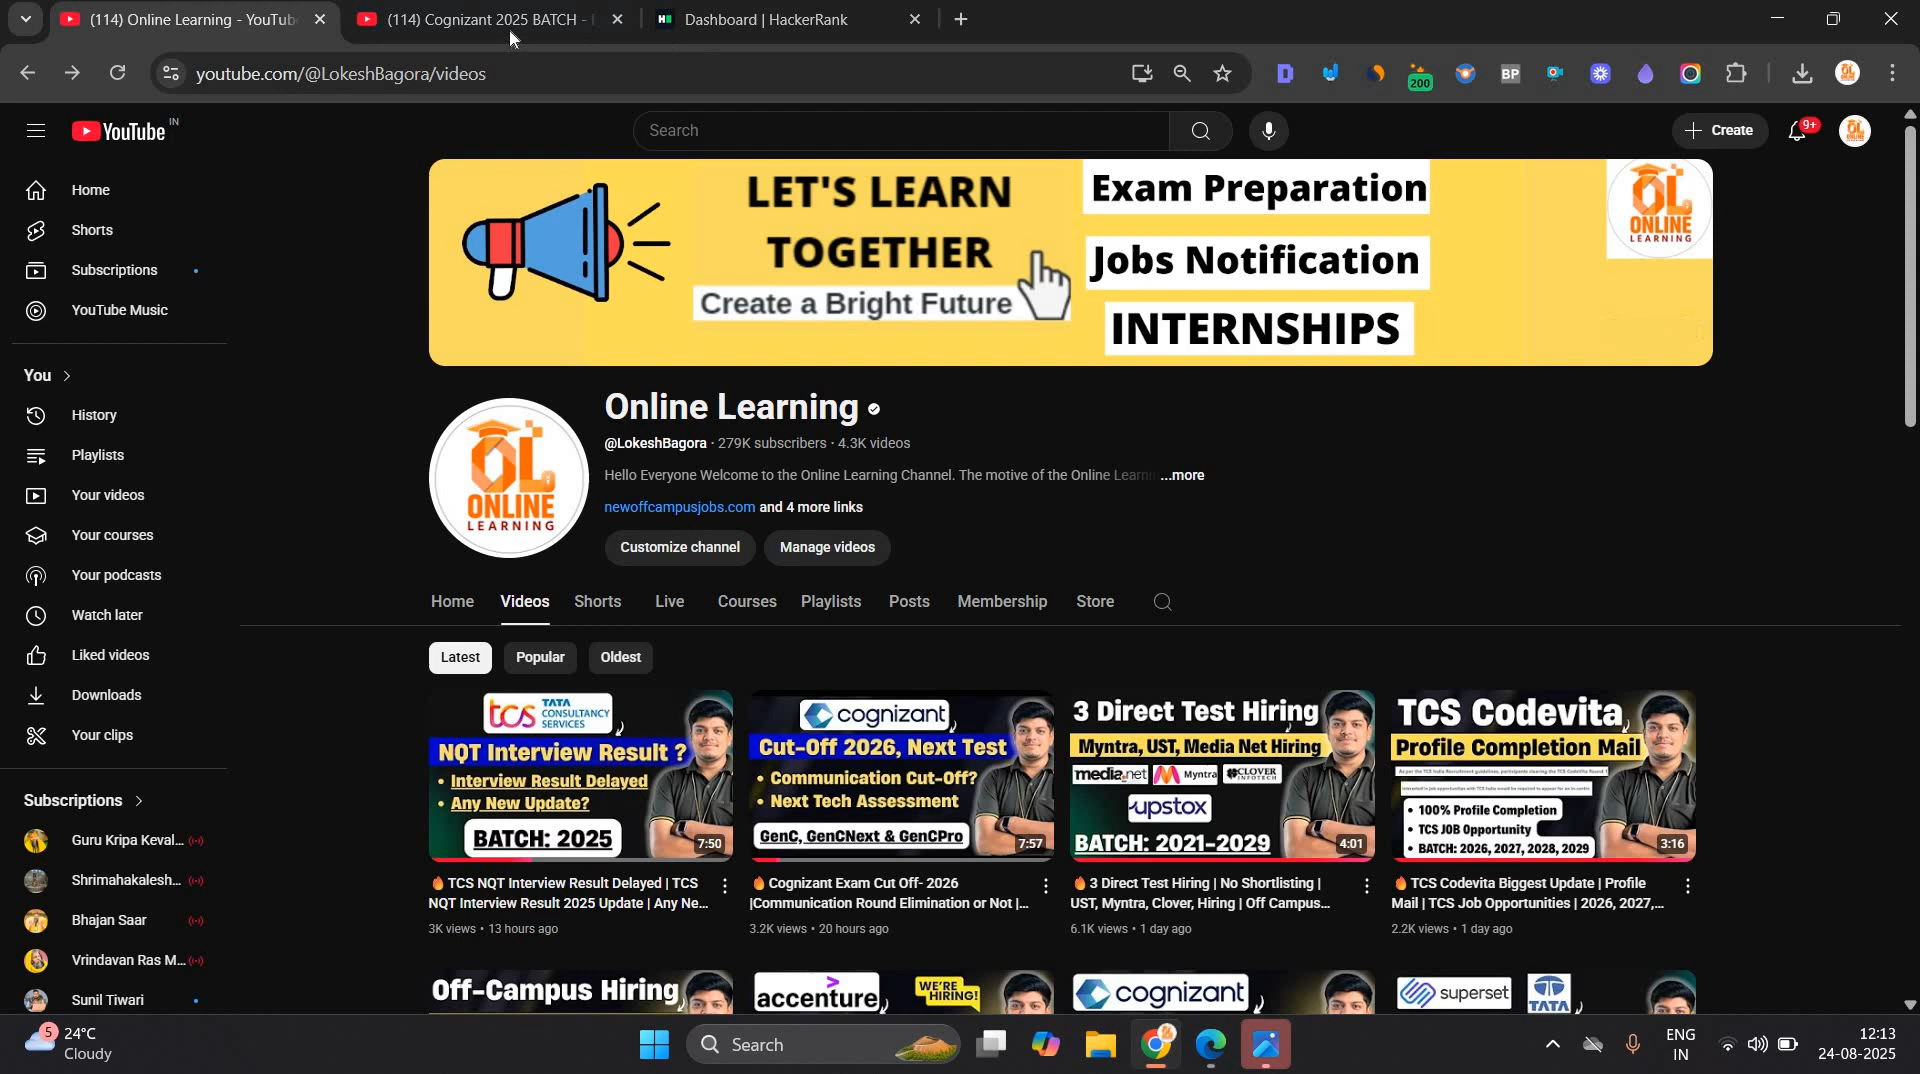 (114) Online Learning - YouTub
(114) Cognizant 2025 BATCH -
Dashboard | HackerRank
youtube.com/@LokeshBagora/videos
200
BP
YouTube IN
Search
Create
9+
Home
Shorts
Subscriptions
YouTube Music
You
History
Playlists
Your videos
Your courses
Your podcasts
Watch later
Liked videos
Downloads
Your clips
Subscriptions
Guru Kripa Keval...
Shrimahakalesh...
Bhajan Saar
Vrindavan Ras M...
Sunil Tiwari
LET'S LEARN
TOGETHER
Create a Bright Future
Exam Preparation
Jobs Notification
INTERNSHIPS
OL
ONLINE
LEARNING
OL
ONLINE
LEARNING
Online Learning
@LokeshBagora · 279K subscribers · 4.3K videos
Hello Everyone Welcome to the Online Learning Channel. The motive of the Online Learn ...more
newoffcampusjobs.com and 4 more links
Customize channel
Manage videos
Home Videos Shorts Live Courses Playlists Posts Membership Store
Latest Popular Oldest
tcs TATA
CONSULTANCY
SERVICES
NQT Interview Result ?
• Interview Result Delayed
• Any New Update?
BATCH: 2025
7:50
🔥 TCS NQT Interview Result Delayed | TCS
NQT Interview Result 2025 Update | Any Ne...
3K views • 13 hours ago
cognizant
Cut-Off 2026, Next Test
• Communication Cut-Off?
• Next Tech Assessment
GenC, GenCNext & GenCPro
7:57
🔥 Cognizant Exam Cut Off- 2026
|Communication Round Elimination or Not |...
3.2K views • 20 hours ago
3 Direct Test Hiring
Myntra, UST, Media Net Hiring
media.net Myntra CLOVER
INFOTECH
upstox
BATCH: 2021-2029
4:01
🔥 3 Direct Test Hiring | No Shortlisting |
UST, Myntra, Clover, Hiring | Off Campus...
6.1K views • 1 day ago
TCS Codevita
Profile Completion Mail
• 100% Profile Completion
• TCS JOB Opportunity
• BATCH: 2026, 2027, 2028, 2029
3:16
🔥 TCS Codevita Biggest Update | Profile
Mail | TCS Job Opportunities | 2026, 2027,...
2.2K views • 1 day ago
Off-Campus Hiring
accenture
WE'RE
HIRING!
cognizant
superset
TATA
5
24°C
Cloudy
Search
ENG
IN
12:13
24-08-2025